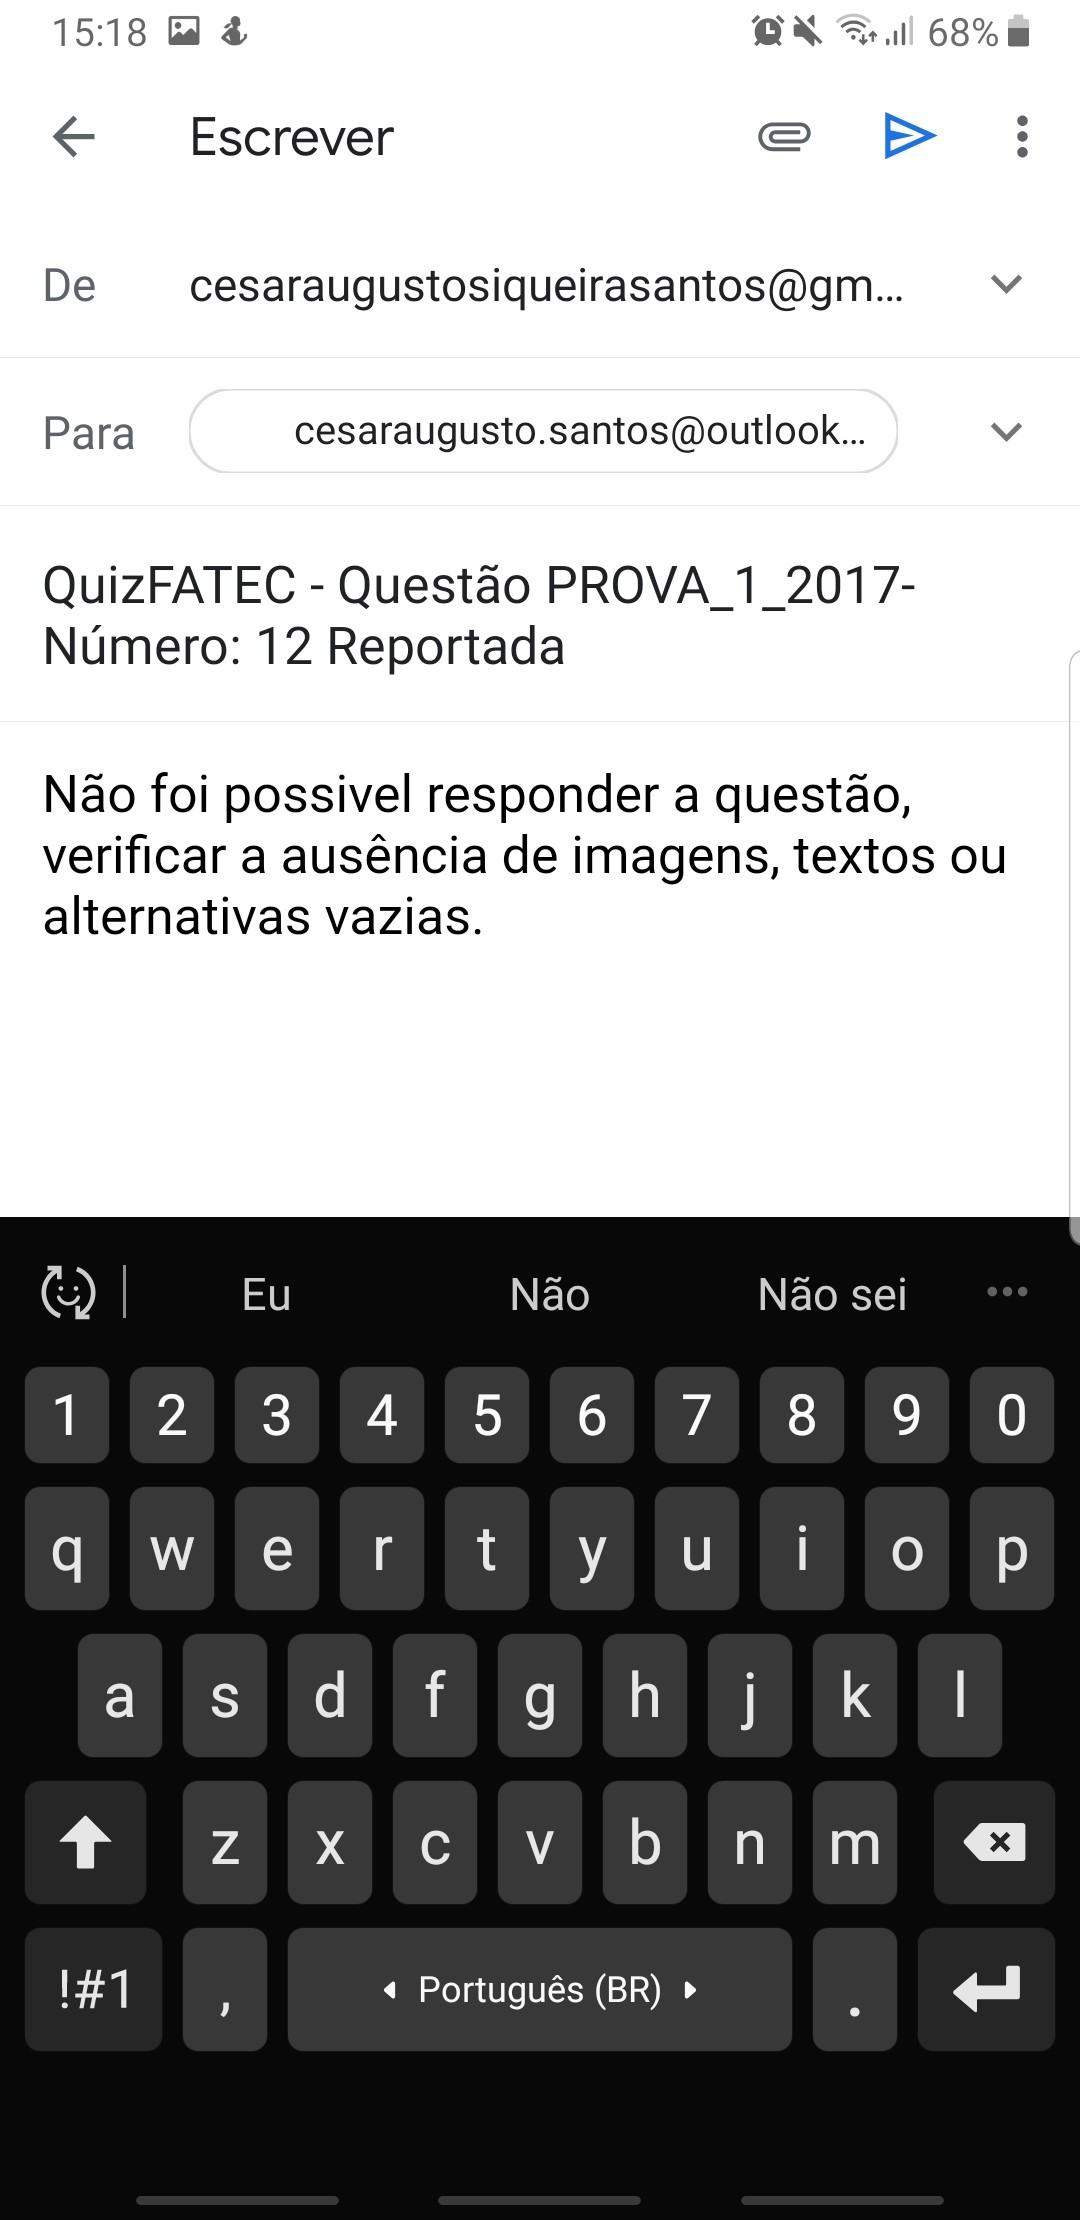 15:18 68%
Escrever
De cesaraugustosiqueirasantos@gm...
Para cesaraugusto.santos@outlook...
QuizFATEC - Questão PROVA_1_2017-
Número: 12 Reportada
Não foi possivel responder a questão,
verificar a ausência de imagens, textos ou
alternativas vazias.
Eu Não Não sei
1 2 3 4 5 6 7 8 9 0
q w e r t y u i o p
a s d f g h j k l
z x c v b n m
!#1 , Português (BR) .